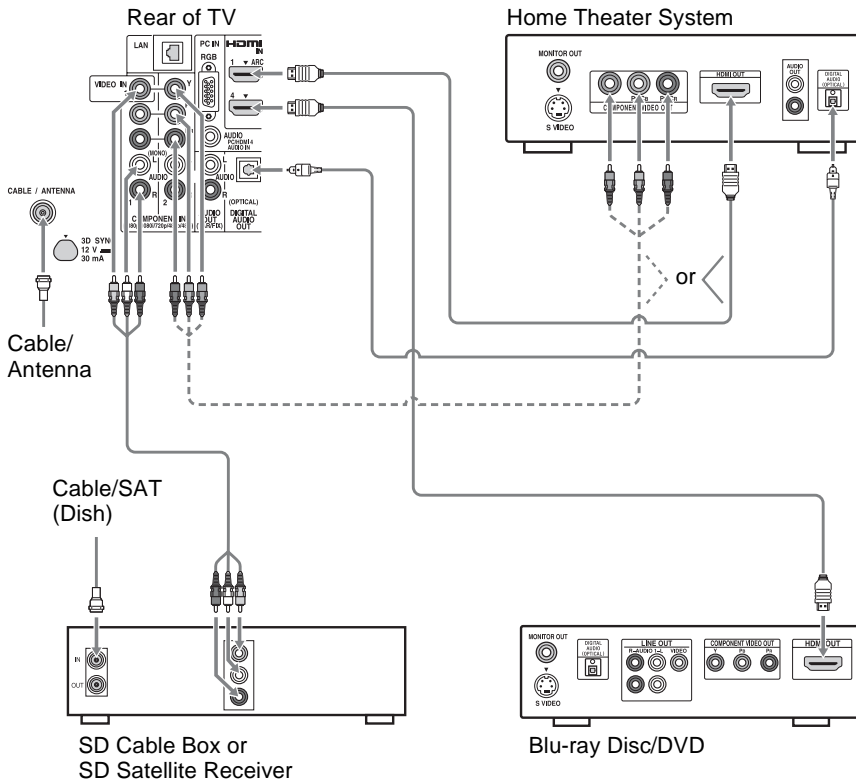 Rear of TV
Home Theater System
LAN
PC IN
RGB
HDMI
IN
1 ARC
4
VIDEO IN
Y
AUDIO
PC/HDMI 4
AUDIO IN
(MONO)
L
AUDIO
R
1
2
L
AUDIO
R
(OPTICAL)
DIGITAL
AUDIO
OUT
COMPONENT IN
CABLE / ANTENNA
3D SYNC
12 V
30 mA
MONITOR OUT
S VIDEO
COMPONENT VIDEO OUT
HDMI OUT
AUDIO
OUT
DIGITAL
AUDIO
(OPTICAL)
or
Cable/
Antenna
Cable/SAT
(Dish)
IN
OUT
SD Cable Box or
SD Satellite Receiver
MONITOR OUT
S VIDEO
DIGITAL
AUDIO
(OPTICAL)
LINE OUT
R-AUDIO-L VIDEO
COMPONENT VIDEO OUT
Y PB PR
HDMI OUT
Blu-ray Disc/DVD